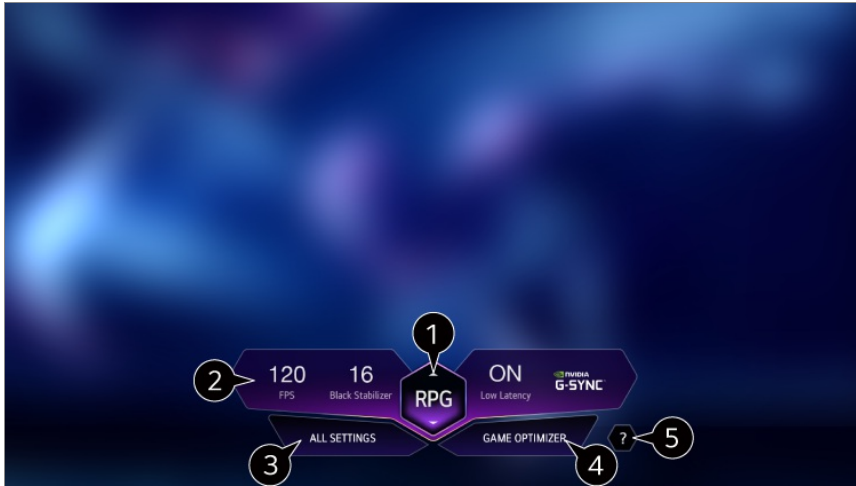 1
2
120
FPS
16
Black Stabilizer
RPG
ON
Low Latency
NVIDIA
G-SYNC
3
ALL SETTINGS
GAME OPTIMIZER
4
?
5